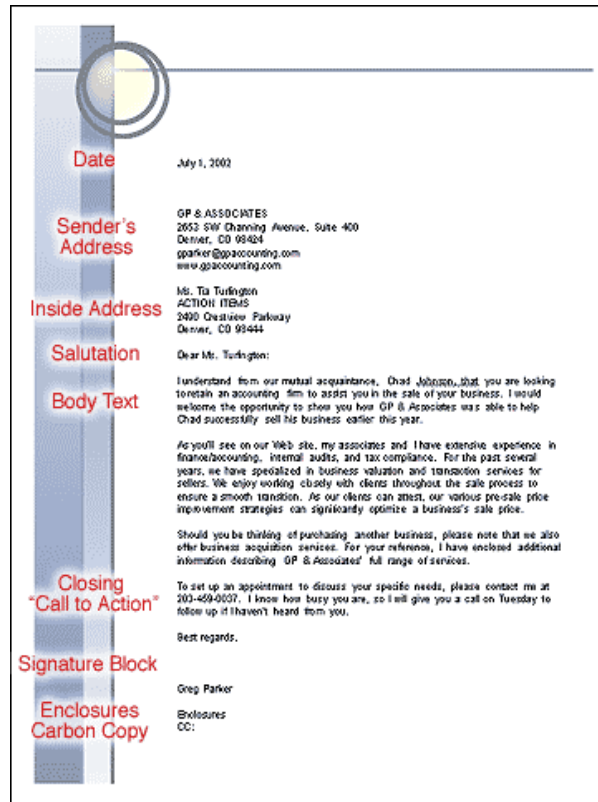 Date
July 1, 2002
Sender's
Address
GP & ASSOCIATES
2653 SW Channing Avenue, Suite 400
Denver, CO 98424
gparker@gpaccounting.com
www.gpaccounting.com
Inside Address
Ms. Tia Turlington
ACTION ITEMS
2400 Crestview Parkway
Denver, CO 98444
Salutation
Dear Ms. Turlington:
Body Text
I understand from our mutual acquaintance, Chad Johnson, that you are looking
to retain an accounting firm to assist you in the sale of your business. I would
welcome the opportunity to show you how GP & Associates was able to help
Chad successfully sell his business earlier this year.
As you'll see on our Web site, my associates and I have extensive experience in
finance/accounting, internal audits, and tax compliance. For the past several
years, we have specialized in business valuation and transaction services for
sellers. We enjoy working closely with clients throughout the sale process to
ensure a smooth transition. As our clients can attest, our various pre-sale price
improvement strategies can significantly optimize a business's sale price.
Should you be thinking of purchasing another business, please note that we also
offer business acquisition services. For your reference, I have enclosed additional
information describing GP & Associates' full range of services.
Closing
"Call to Action"
To set up an appointment to discuss your specific needs, please contact me at
203-459-0037. I know how busy you are, so I will give you a call on Tuesday to
follow up if I haven't heard from you.
Best regards,
Signature Block
Greg Parker
Enclosures
Carbon Copy
Enclosures
CC: